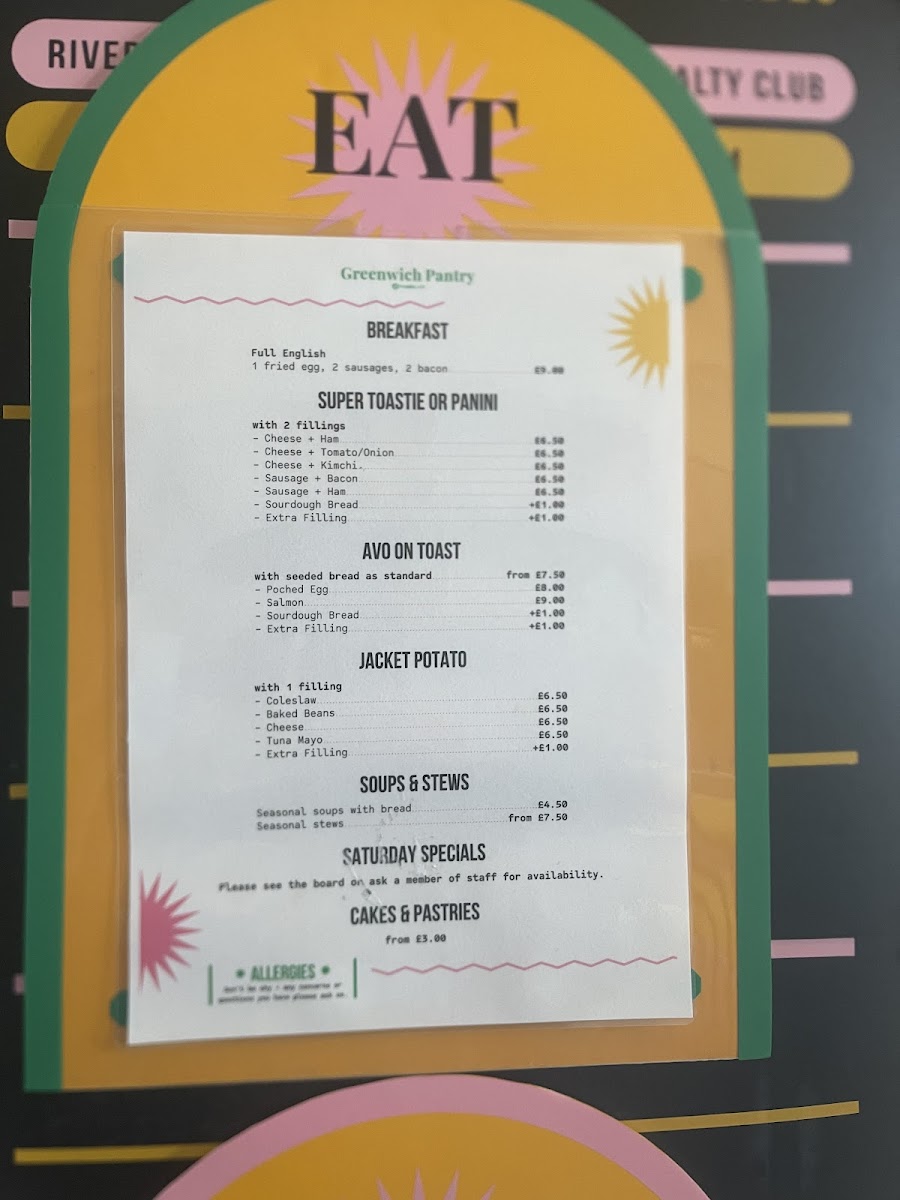 RIVER
ALTY CLUB
EAT
Greenwich Pantry
BREAKFAST
Full English
1 fried egg, 2 sausages, 2 bacon £9.00
SUPER TOASTIE OR PANINI
with 2 fillings
- Cheese + Ham £6.50
- Cheese + Tomato/Onion £6.50
- Cheese + Kimchi. £6.50
- Sausage + Bacon £6.50
- Sausage + Ham £6.50
- Sourdough Bread +£1.00
- Extra Filling +£1.00
AVO ON TOAST
with seeded bread as standard from £7.50
- Poched Egg £8.00
- Salmon £9.00
- Sourdough Bread +£1.00
- Extra Filling +£1.00
JACKET POTATO
with 1 filling
- Coleslaw £6.50
- Baked Beans £6.50
- Cheese £6.50
- Tuna Mayo £6.50
- Extra Filling +£1.00
SOUPS & STEWS
Seasonal soups with bread £4.50
Seasonal stews from £7.50
SATURDAY SPECIALS
Please see the board or ask a member of staff for availability.
CAKES & PASTRIES
from £3.00
ALLERGIES